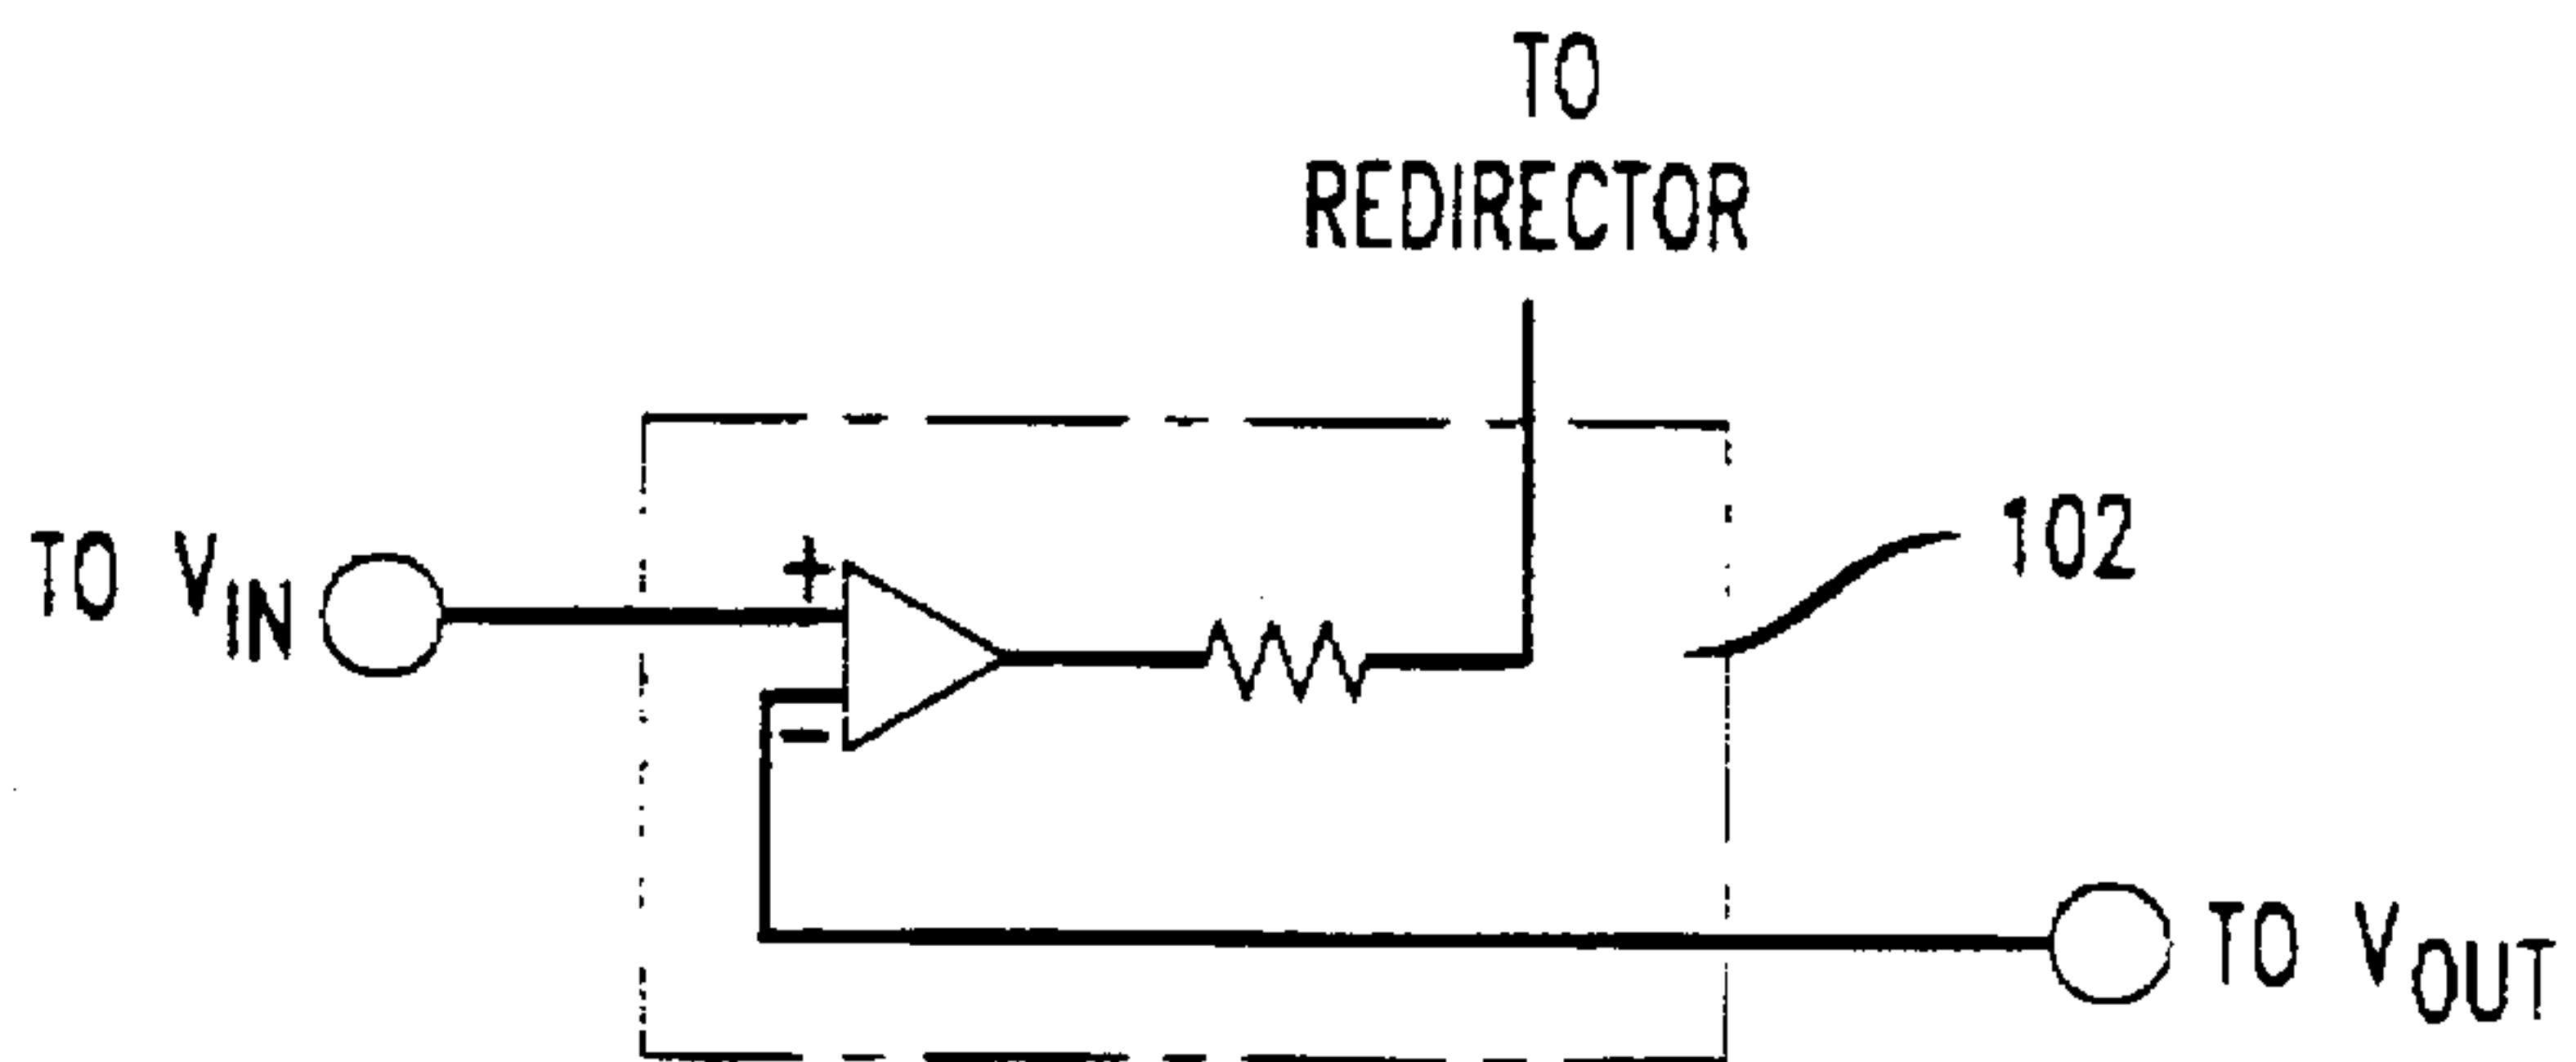 TO
REDIRECTOR
TO VIN
+
102
−
TO VOUT